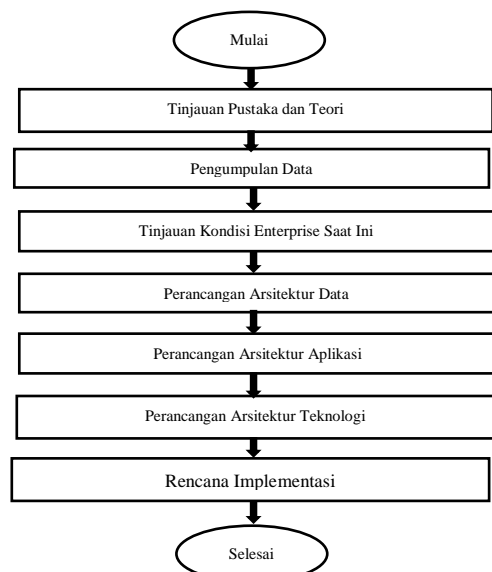 Mulai
Tinjauan Pustaka dan Teori
Pengumpulan Data
Tinjauan Kondisi Enterprise Saat Ini
Perancangan Arsitektur Data
Perancangan Arsitektur Aplikasi
Perancangan Arsitektur Teknologi
Rencana Implementasi
Selesai